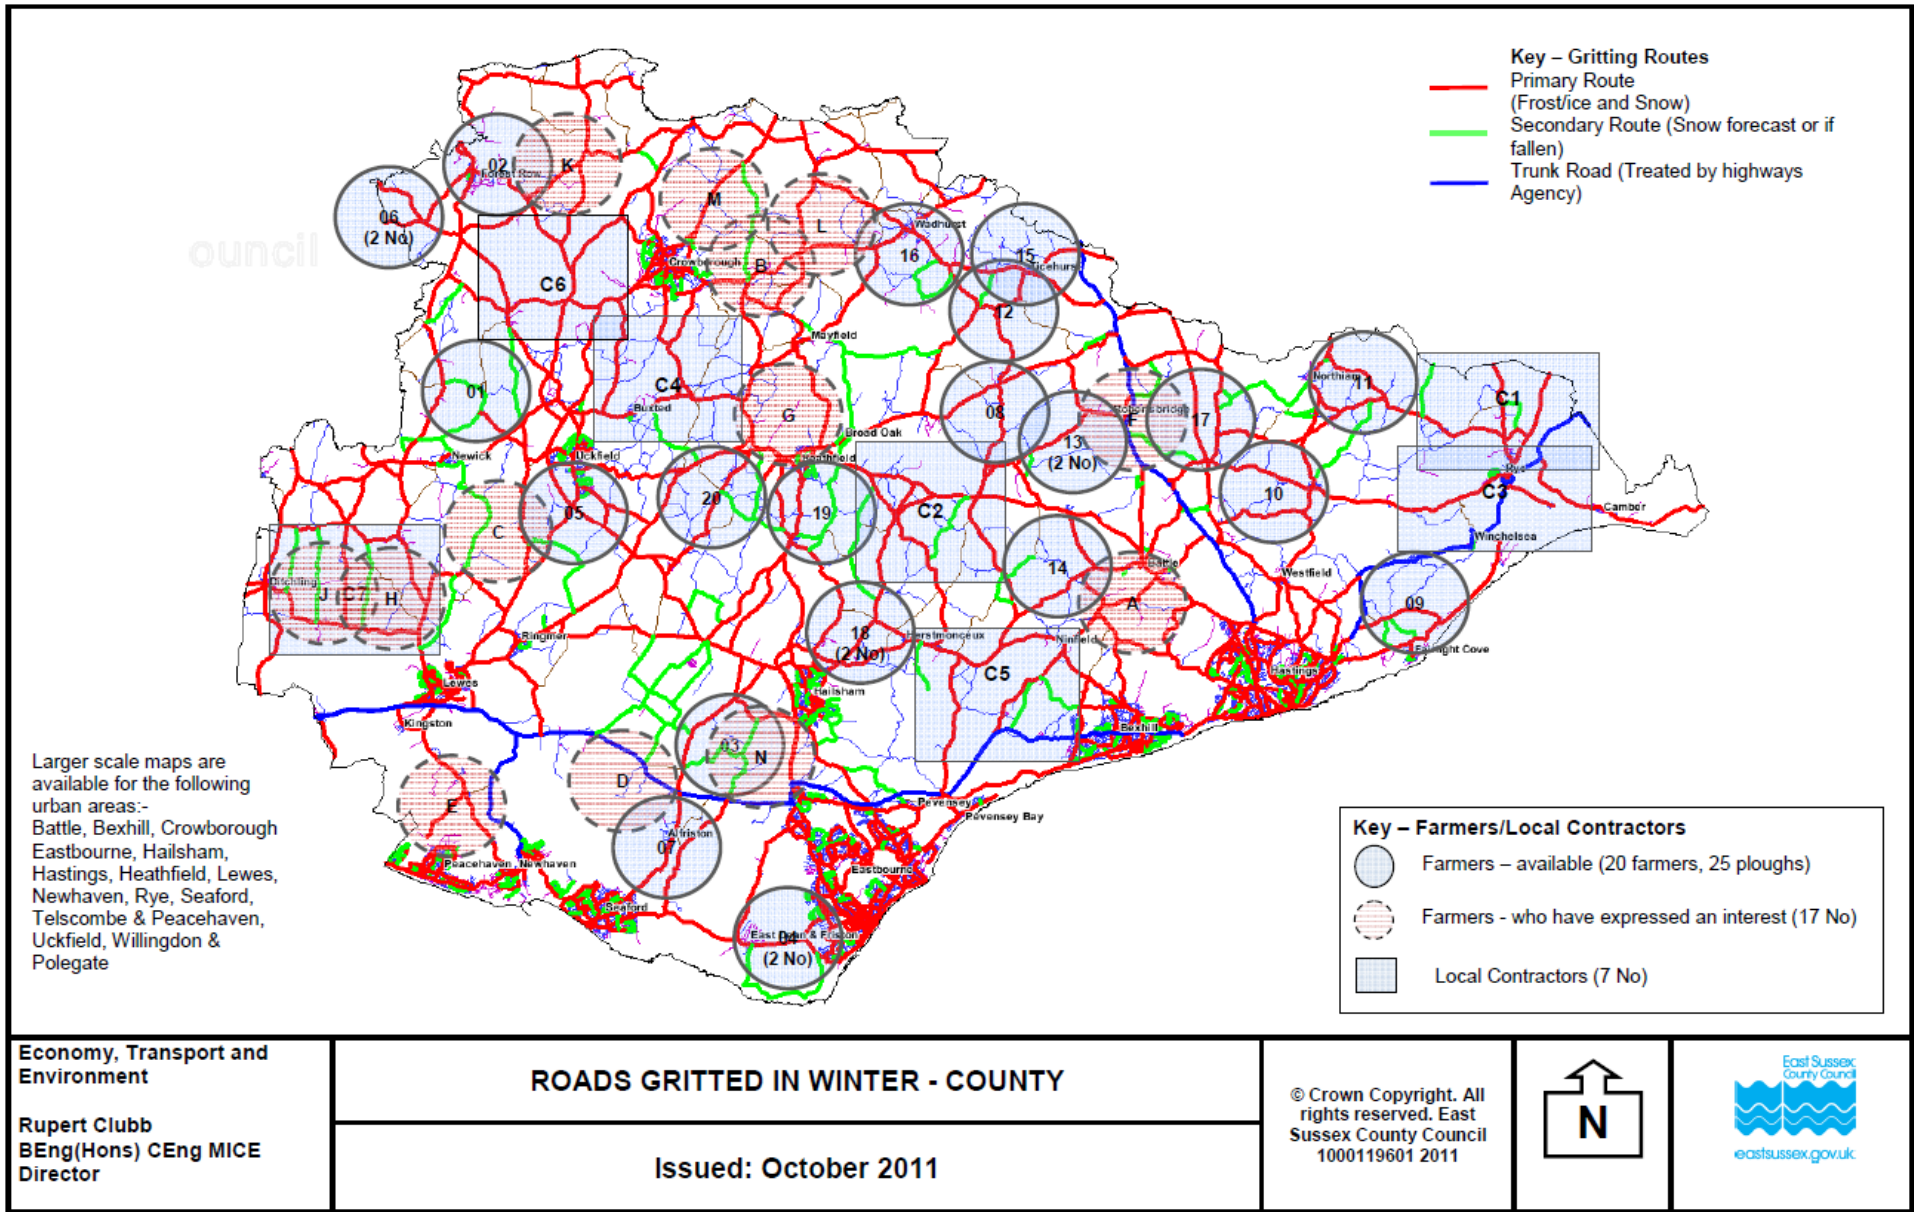 Key – Gritting Routes
Primary Route
(Frost/ice and Snow)
Secondary Route (Snow forecast or if
fallen)
Trunk Road (Treated by highways
Agency)
ouncil
02
Forest Row
K
06
(2 No)
M
L
Wadhurst
16
15
Ticehurst
Crowborough
B
C6
12
Mayfield
01
C4
Buxted
G
08
Robertsbridge
F
17
Northiam
11
C1
13
(2 No)
Broad Oak
Newick
Uckfield
Heathfield
Rye
C
05
20
19
C2
10
C3
Camber
Winchelsea
Ditchling
J
C7
H
14
Battle
A
Westfield
09
Ringmer
18
(2 No)
Herstmonceux
Ninfield
Fairlight Cove
C5
Hastings
Lewes
Kingston
Hailsham
Bexhill
03
N
D
E
Pevensey
Pevensey Bay
Alfriston
07
Peacehaven
Newhaven
Eastbourne
Seaford
East Dean & Friston
04
(2 No)
Larger scale maps are
available for the following
urban areas:-
Battle, Bexhill, Crowborough
Eastbourne, Hailsham,
Hastings, Heathfield, Lewes,
Newhaven, Rye, Seaford,
Telscombe & Peacehaven,
Uckfield, Willingdon &
Polegate
Key – Farmers/Local Contractors
Farmers – available (20 farmers, 25 ploughs)
Farmers - who have expressed an interest (17 No)
Local Contractors (7 No)
Economy, Transport and
Environment
Rupert Clubb
BEng(Hons) CEng MICE
Director
ROADS GRITTED IN WINTER - COUNTY
Issued: October 2011
© Crown Copyright. All
rights reserved. East
Sussex County Council
1000119601 2011
N
East Sussex
County Council
eastsussex.gov.uk